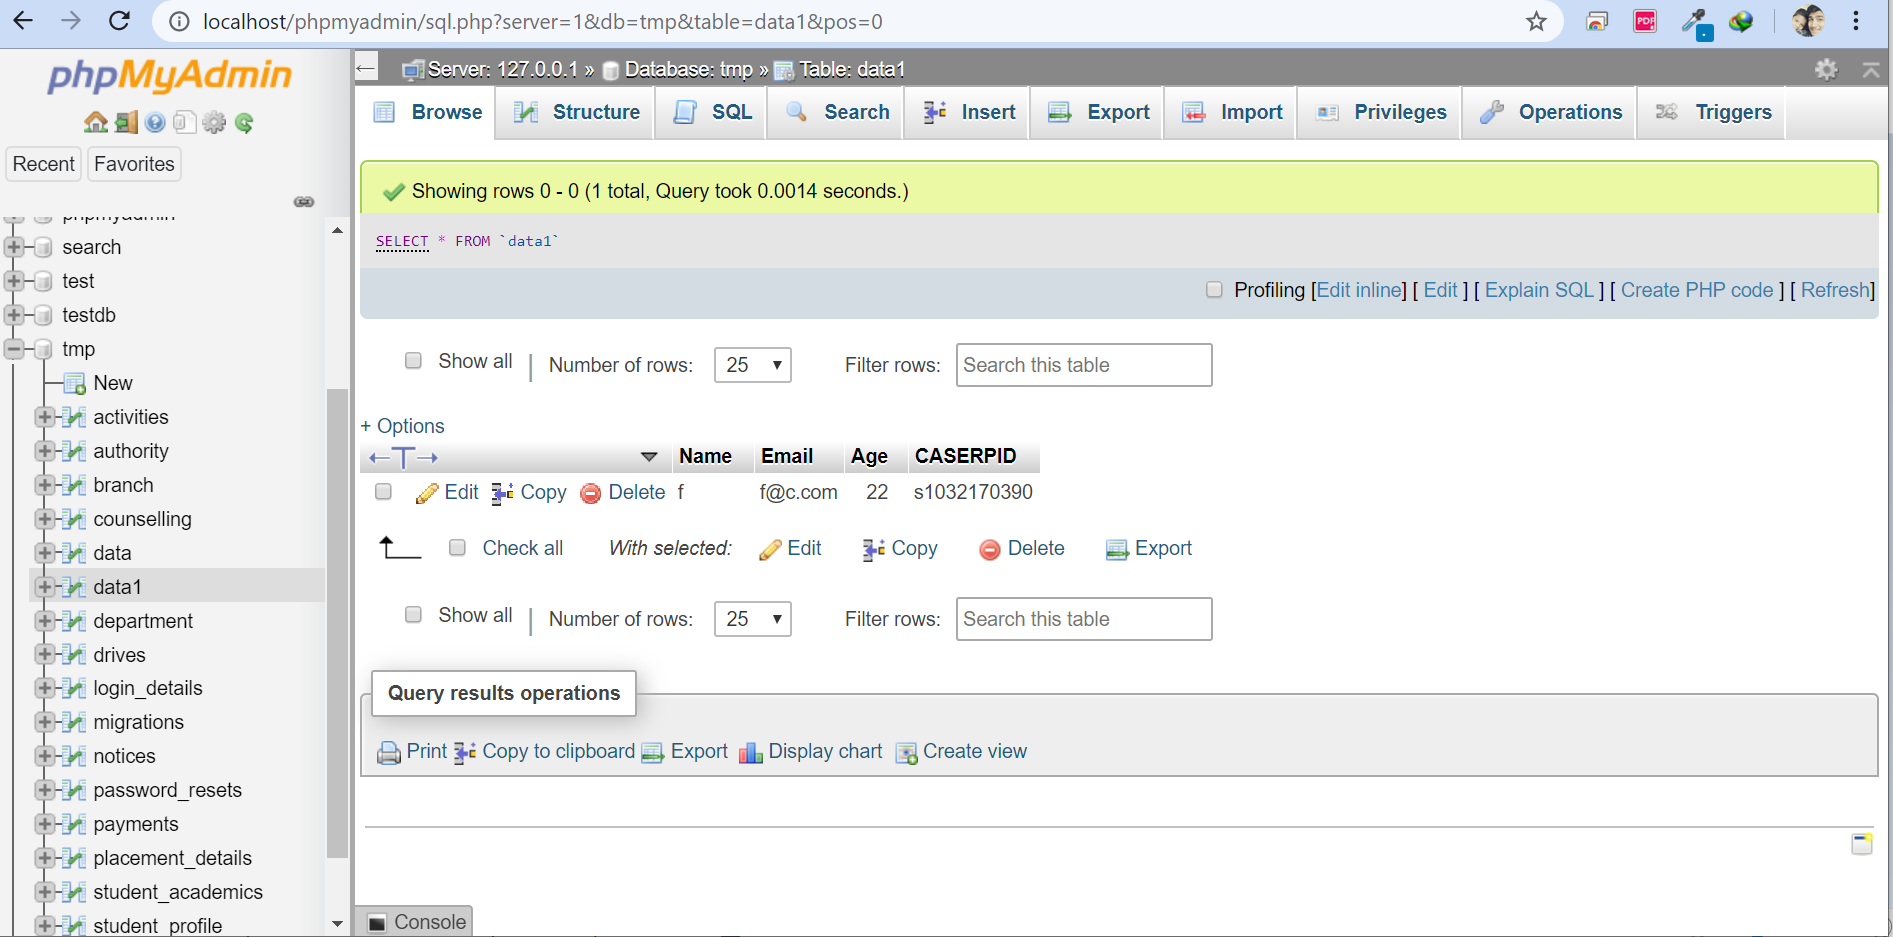 localhost/phpmyadmin/sql.php?server=1&db=tmp&table=data1&pos=0
PDF
phpMyAdmin
Recent Favorites
phpmyadmin
search
test
testdb
tmp
New
activities
authority
branch
counselling
data
data1
department
drives
login_details
migrations
notices
password_resets
payments
placement_details
student_academics
student_profile
Server: 127.0.0.1 » Database: tmp » Table: data1
Browse Structure SQL Search Insert Export Import Privileges Operations Triggers
Showing rows 0 - 0 (1 total, Query took 0.0014 seconds.)
SELECT * FROM `data1`
Profiling [Edit inline] [ Edit ] [ Explain SQL ] [ Create PHP code ] [ Refresh]
Show all | Number of rows: 25 Filter rows: Search this table
+ Options
←T→ Name Email Age CASERPID
Edit Copy Delete f f@c.com 22 s1032170390
Check all With selected: Edit Copy Delete Export
Show all | Number of rows: 25 Filter rows: Search this table
Query results operations
Print Copy to clipboard Export Display chart Create view
Console